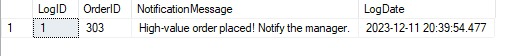 LogID OrderID NotificationMessage LogDate
1 1 303 High-value order placed! Notify the manager. 2023-12-11 20:39:54.477